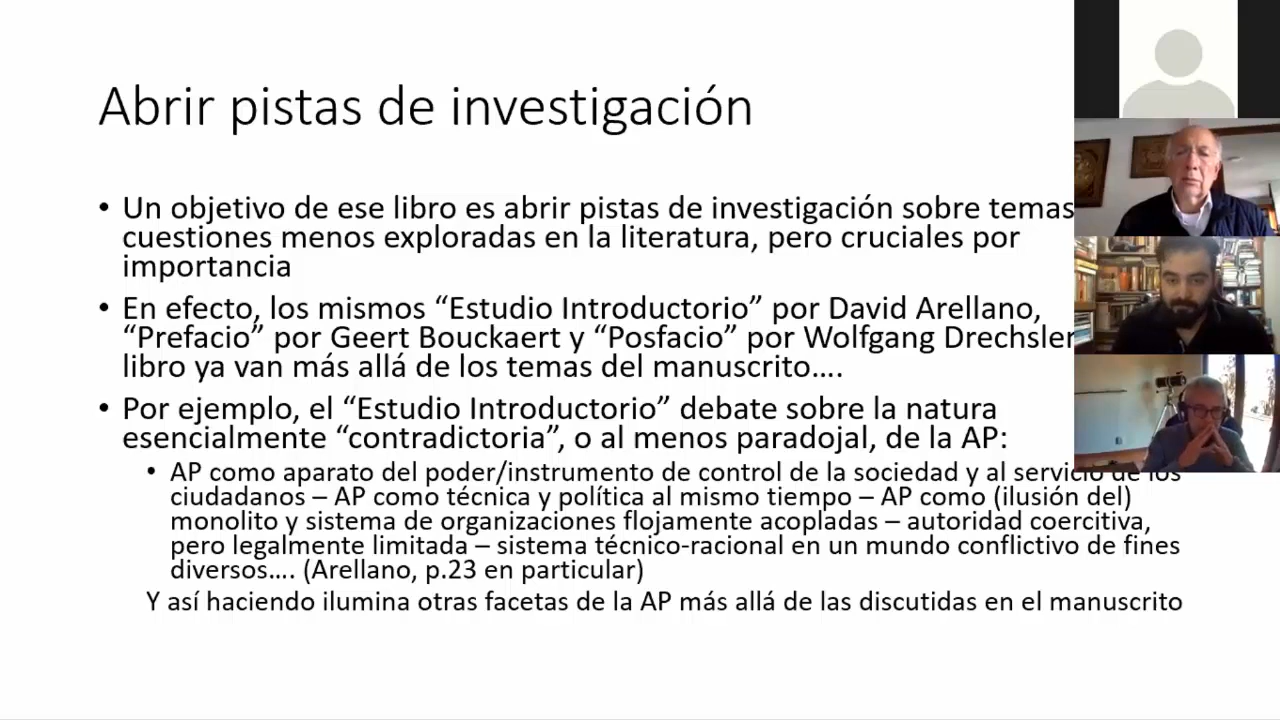 Abrir pistas de investigación
• Un objetivo de ese libro es abrir pistas de investigación sobre temas
cuestiones menos exploradas en la literatura, pero cruciales por
importancia
• En efecto, los mismos “Estudio Introductorio” por David Arellano,
“Prefacio” por Geert Bouckaert y “Posfacio” por Wolfgang Drechsler
libro ya van más allá de los temas del manuscrito….
• Por ejemplo, el “Estudio Introductorio” debate sobre la natura
esencialmente “contradictoria”, o al menos paradojal, de la AP:
• AP como aparato del poder/instrumento de control de la sociedad y al servicio de los
ciudadanos – AP como técnica y política al mismo tiempo – AP como (ilusión del)
monolito y sistema de organizaciones flojamente acopladas – autoridad coercitiva,
pero legalmente limitada – sistema técnico-racional en un mundo conflictivo de fines
diversos…. (Arellano, p.23 en particular)
Y así haciendo ilumina otras facetas de la AP más allá de las discutidas en el manuscrito